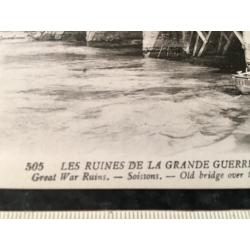 505 LES RUINES DE LA GRANDE GUERRE
Great War Ruins. — Soissons. — Old bridge over